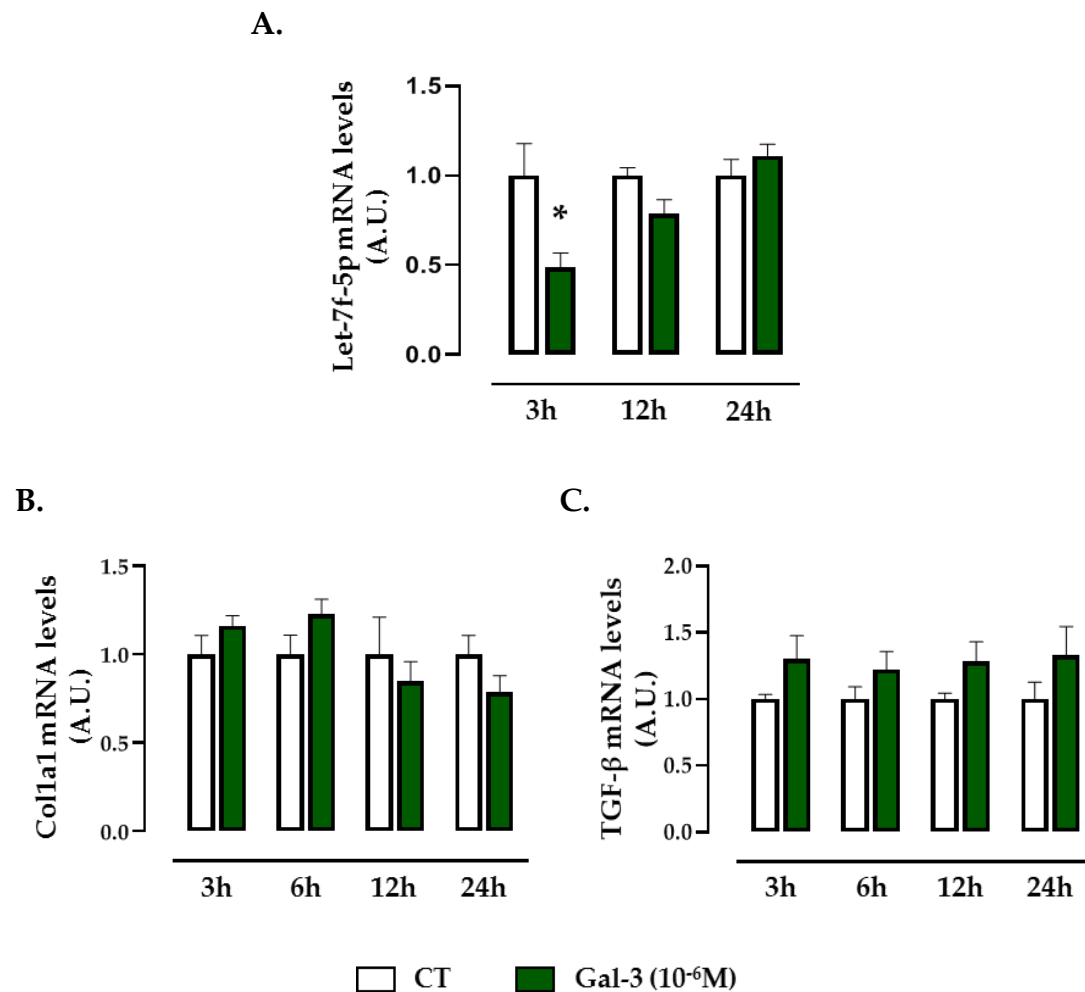 A.
Let-7f-5p mRNA levels
(A.U.)
1.5
1.0
0.5
0.0
*
3h 12h 24h
B.
Col1a1 mRNA levels
(A.U.)
1.5
1.0
0.5
0.0
3h 6h 12h 24h
C.
TGF-β mRNA levels
(A.U.)
2.0
1.5
1.0
0.5
0.0
3h 6h 12h 24h
CT Gal-3 (10⁻⁶M)